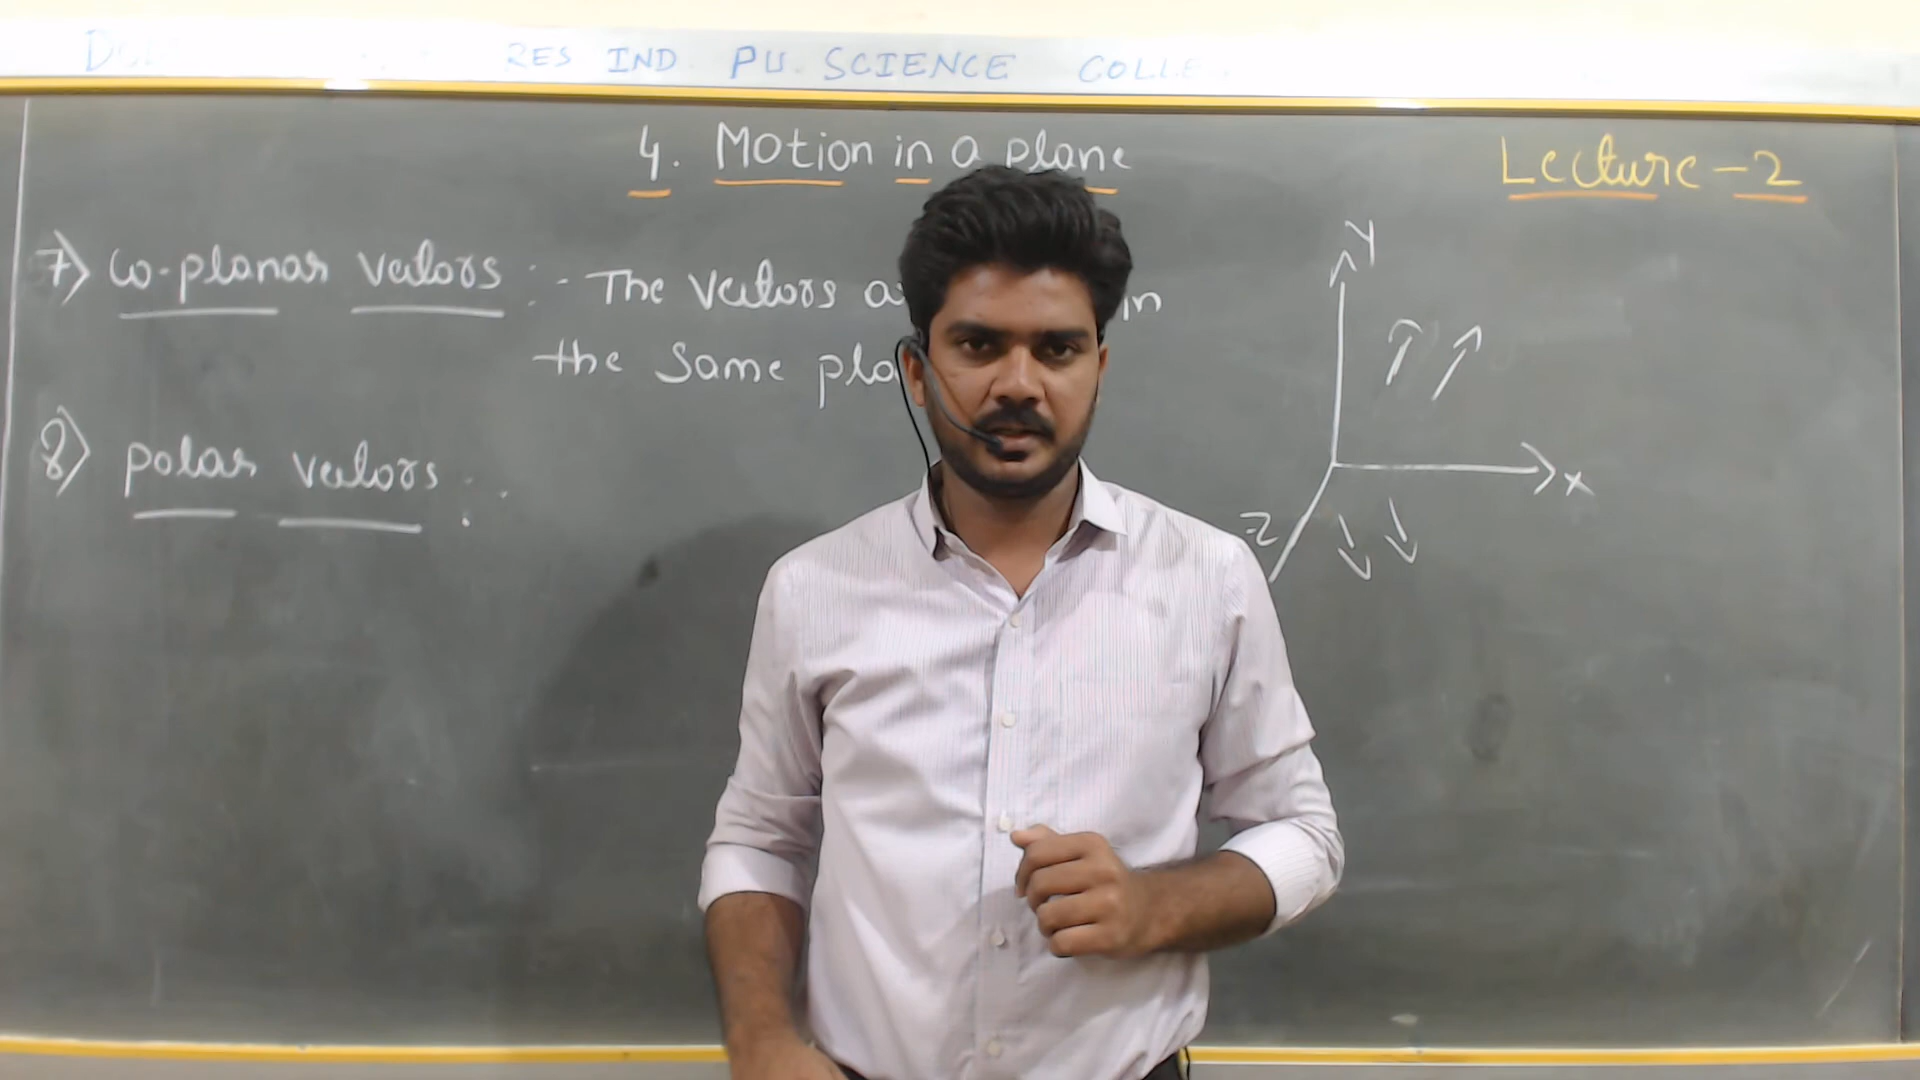 RES IND. PU. SCIENCE
4. Motion in a plane
Lecture - 2
7) Co-planar vectors :- The vectors in
the same
8) polar vectors :-
Y
x
-Z